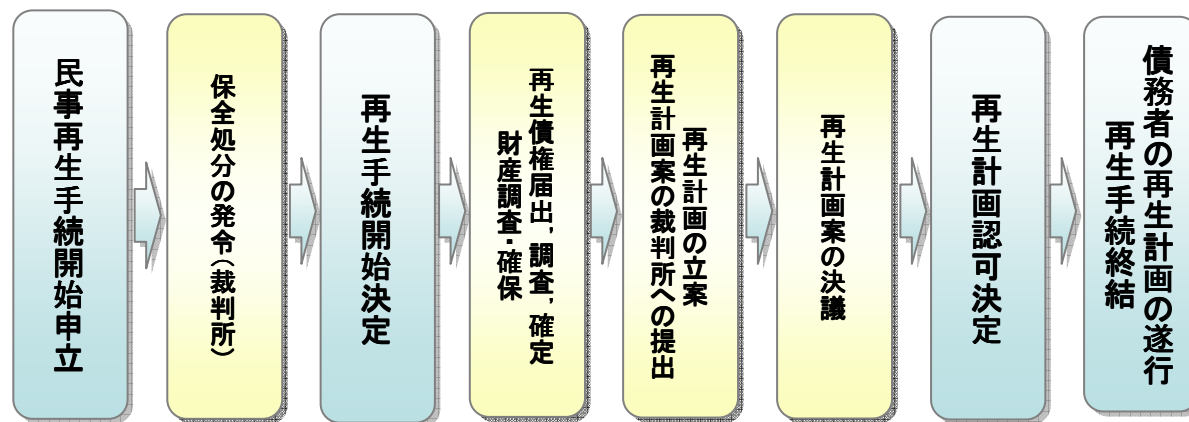 民事再生手続開始申立
保全処分の発令（裁判所）
再生手続開始決定
再生債権届出，調査，確定
財産調査・確保
再生計画の立案
再生計画案の裁判所への提出
再生計画案の決議
再生計画認可決定
債務者の再生計画の遂行
再生手続終結